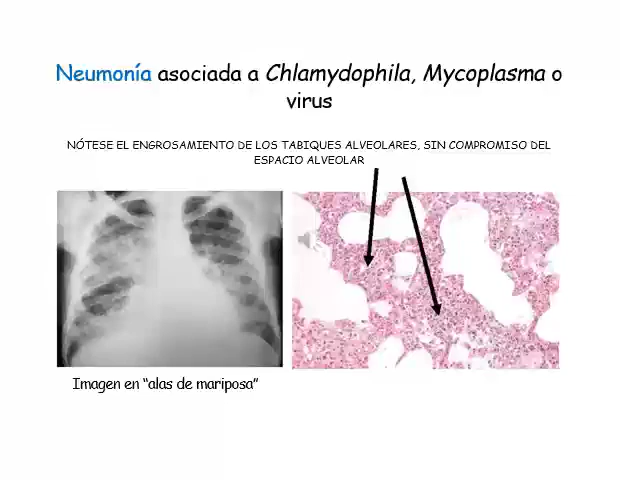 Neumonía asociada a Chlamydophila, Mycoplasma o
virus
NÓTESE EL ENGROSAMIENTO DE LOS TABIQUES ALVEOLARES, SIN COMPROMISO DEL
ESPACIO ALVEOLAR
Imagen en “alas de mariposa”